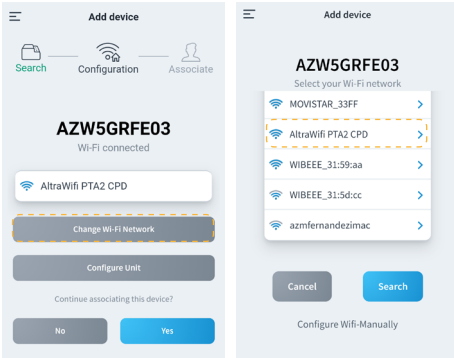 Add device
Search
Configuration
Associate
AZW5GRFE03
Wi-Fi connected
AltraWifi PTA2 CPD
Change Wi-Fi Network
Configure Unit
Continue associating this device?
No
Yes
Add device
AZW5GRFE03
Select your Wi-Fi network
MOVISTAR_33FF
AltraWifi PTA2 CPD
WIBEEE_31:59:aa
WIBEEE_31:5d:cc
azmfernandezimac
Cancel
Search
Configure Wifi-Manually